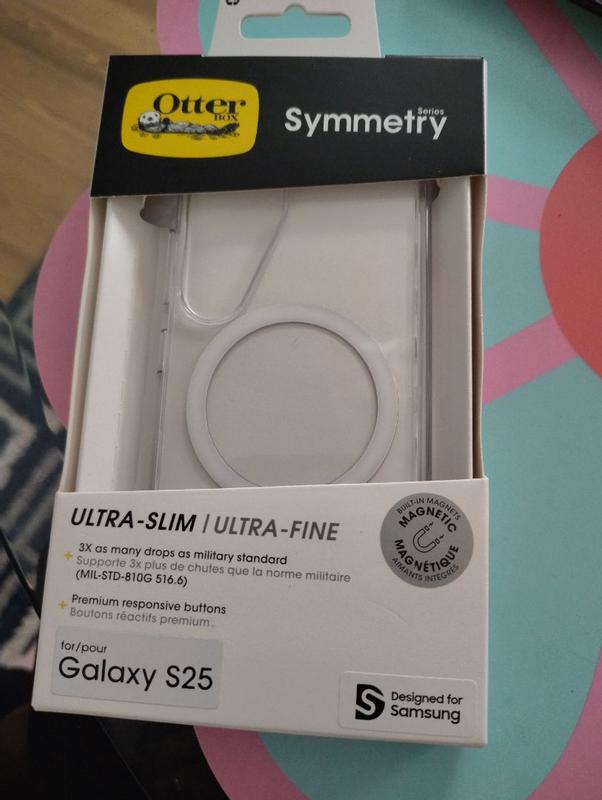 Otter
BOX
Symmetry
Series
ULTRA-SLIM / ULTRA-FINE
3X as many drops as military standard
Supporte 3x plus de chutes que la norme militaire
(MIL-STD-810G 516.6)
Premium responsive buttons
Boutons réactifs premium
BUILT-IN MAGNETS
MAGNETIC
MAGNÉTIQUE
AIMANTS INTÉGRÉS
for/pour
Galaxy S25
Designed for
Samsung